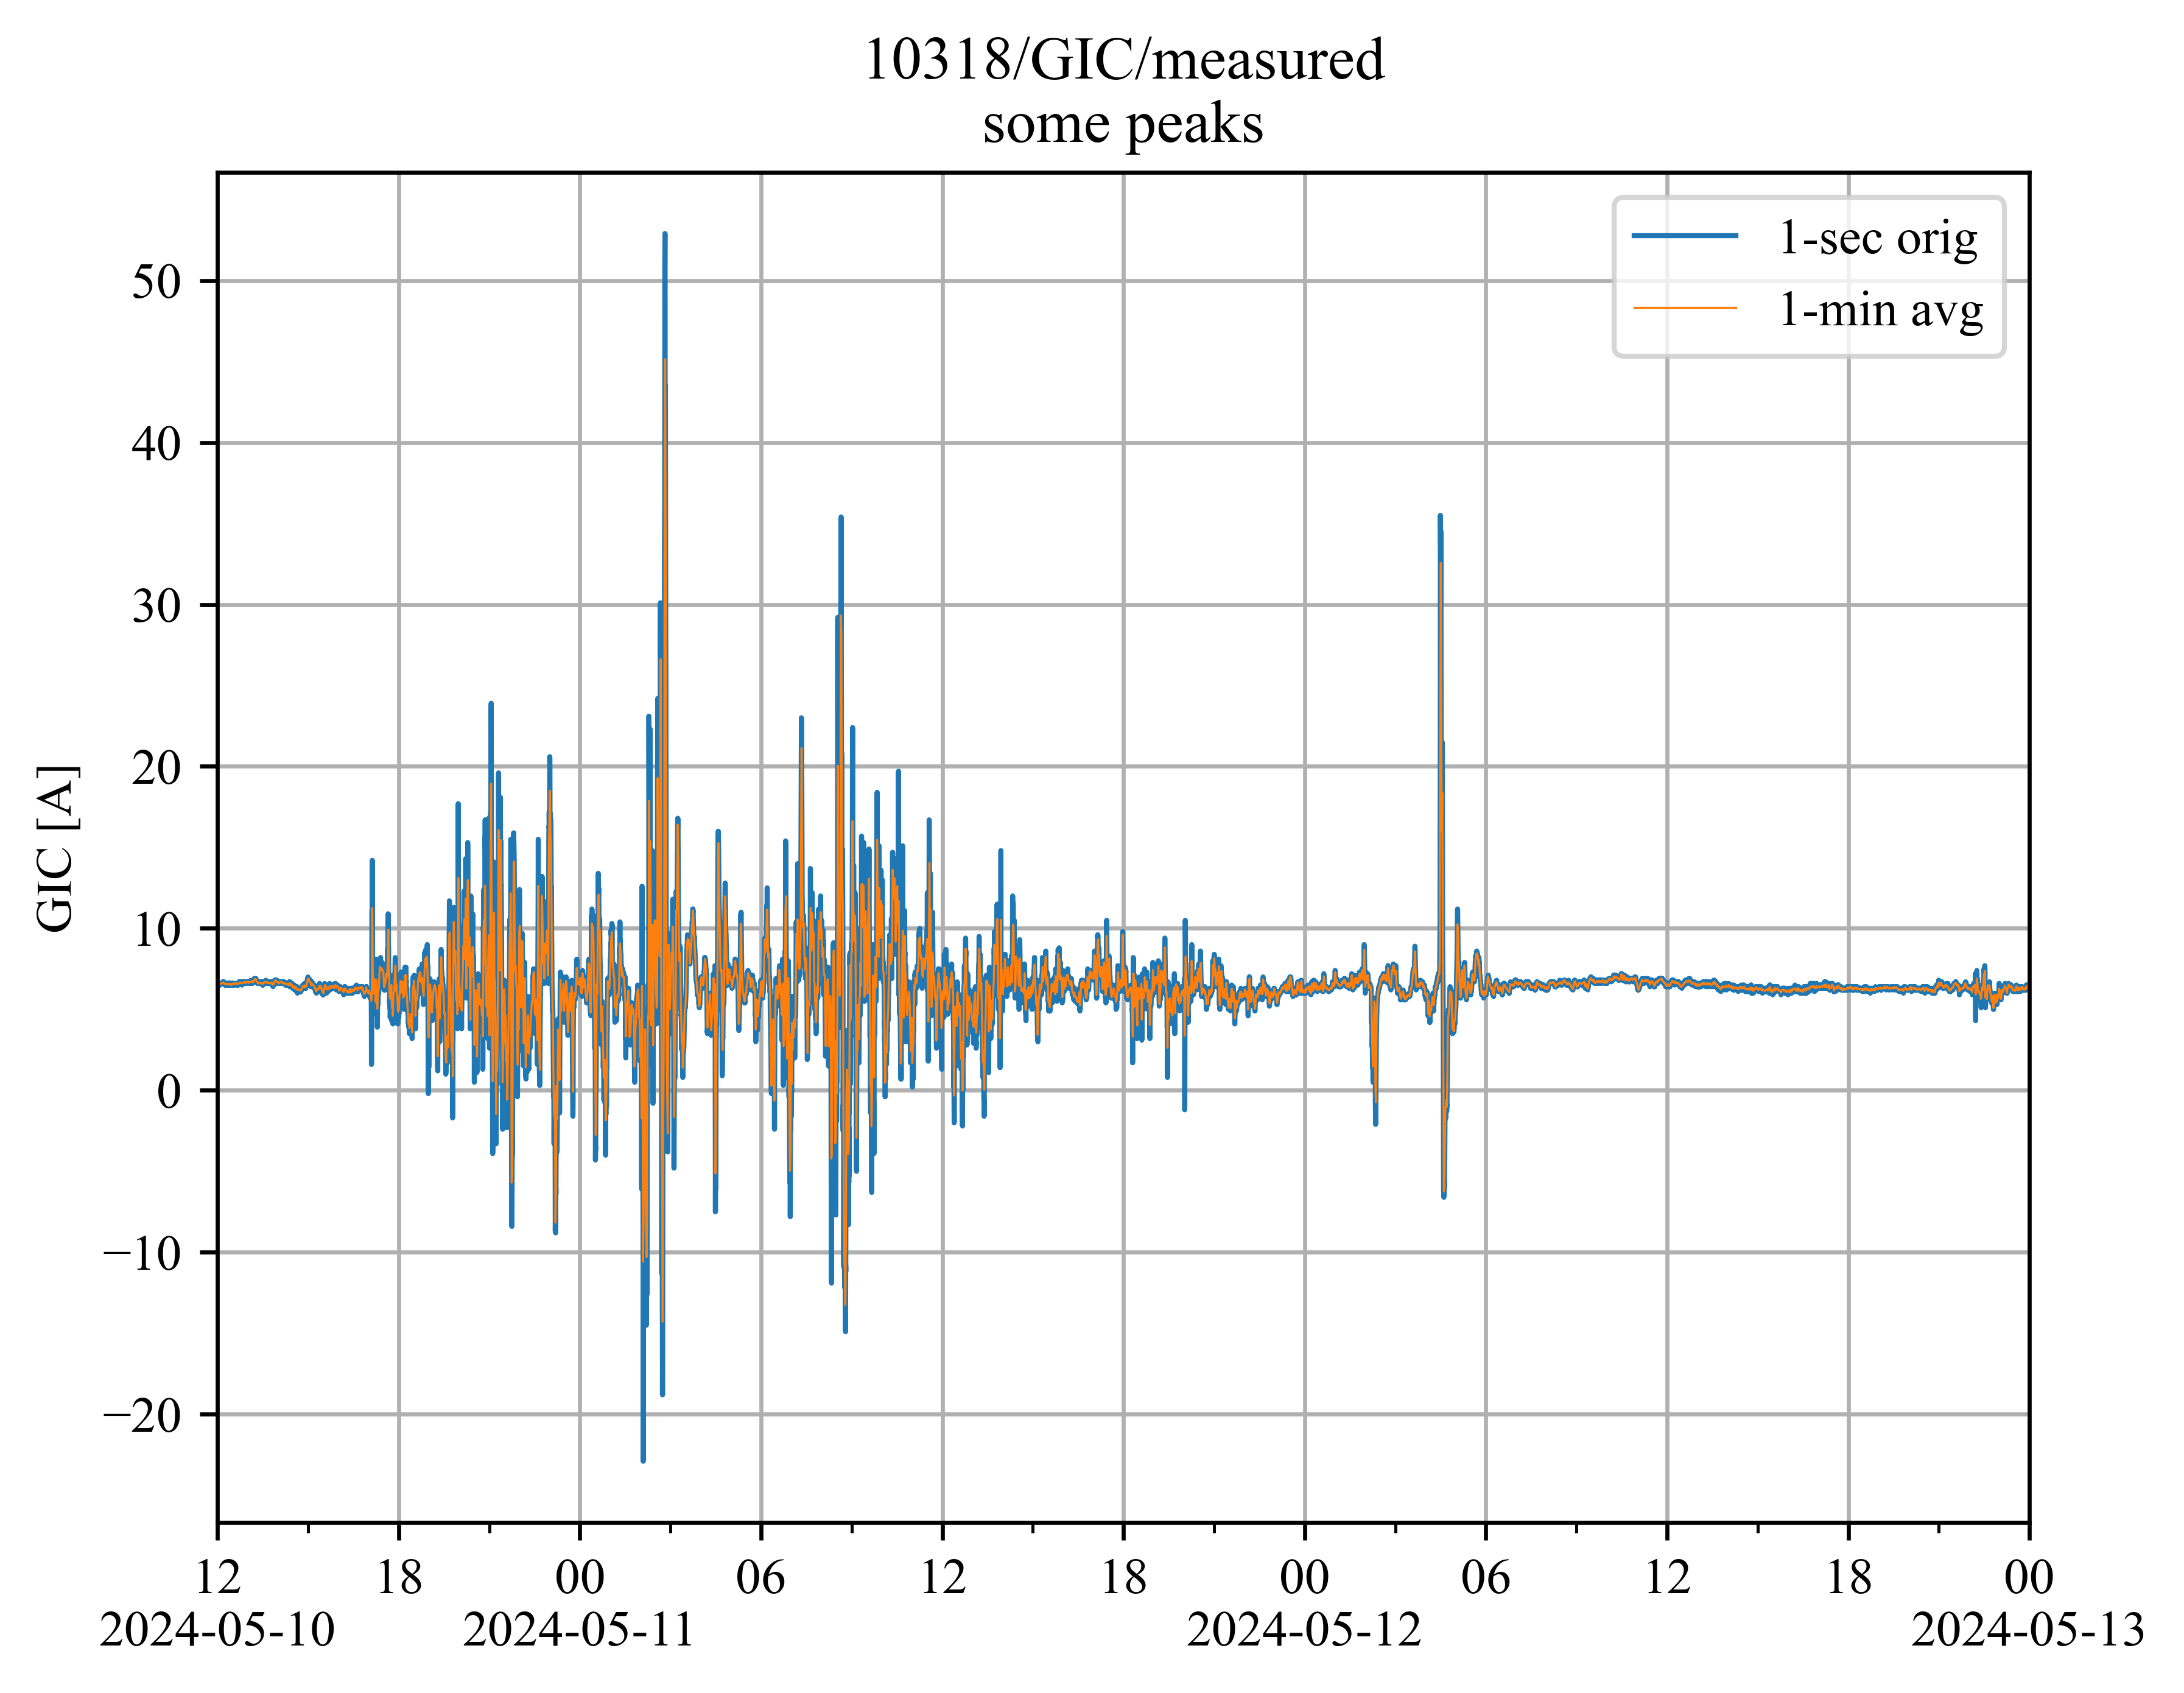 10318/GIC/measured
some peaks
1-sec orig
1-min avg
GIC [A]
50
40
30
20
10
0
−10
−20
12 18 00 06 12 18 00 06 12 18 00
2024-05-10 2024-05-11 2024-05-12 2024-05-13